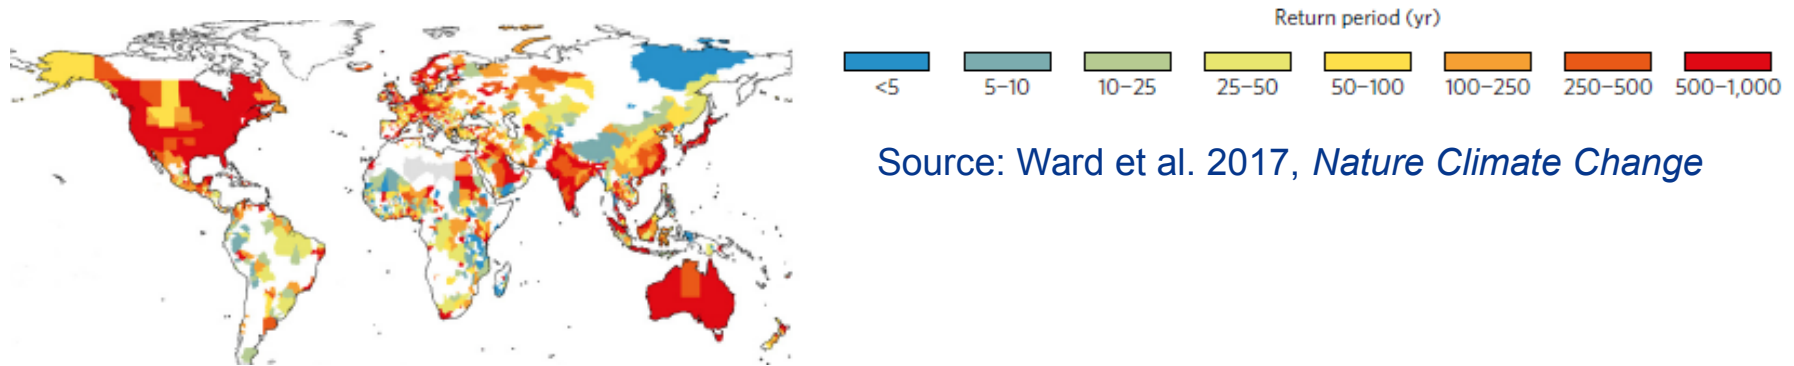 Return period (yr)
<5 5–10 10–25 25–50 50–100 100–250 250–500 500–1,000
Source: Ward et al. 2017, Nature Climate Change